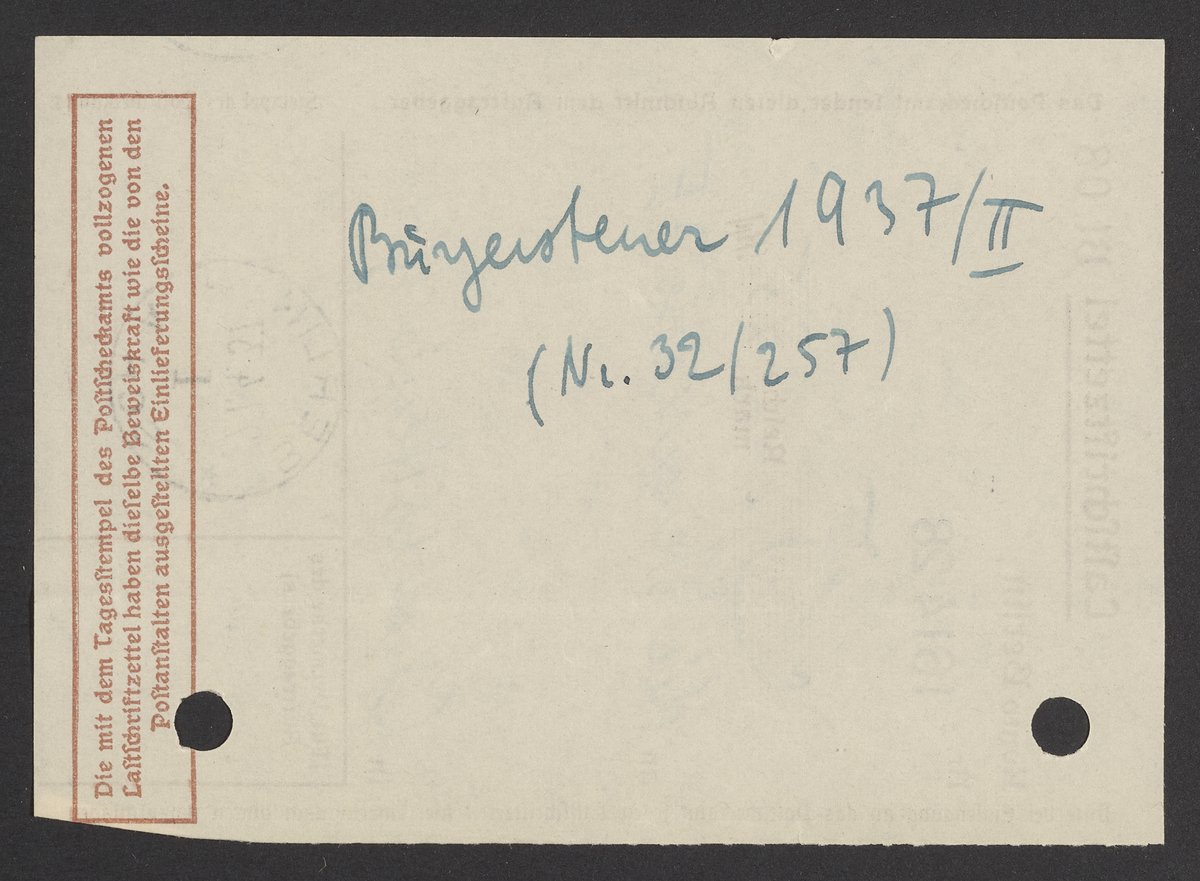 Die mit dem Tagesſtempel des Poſtſcheckamts vollzogenen
Laſtſchriftzettel haben dieſelbe Beweiskraft wie die von den
Poſtanſtalten ausgeſtellten Einlieferungsſcheine.
Bürgersteuer 1937/II
(Nr. 32/257)